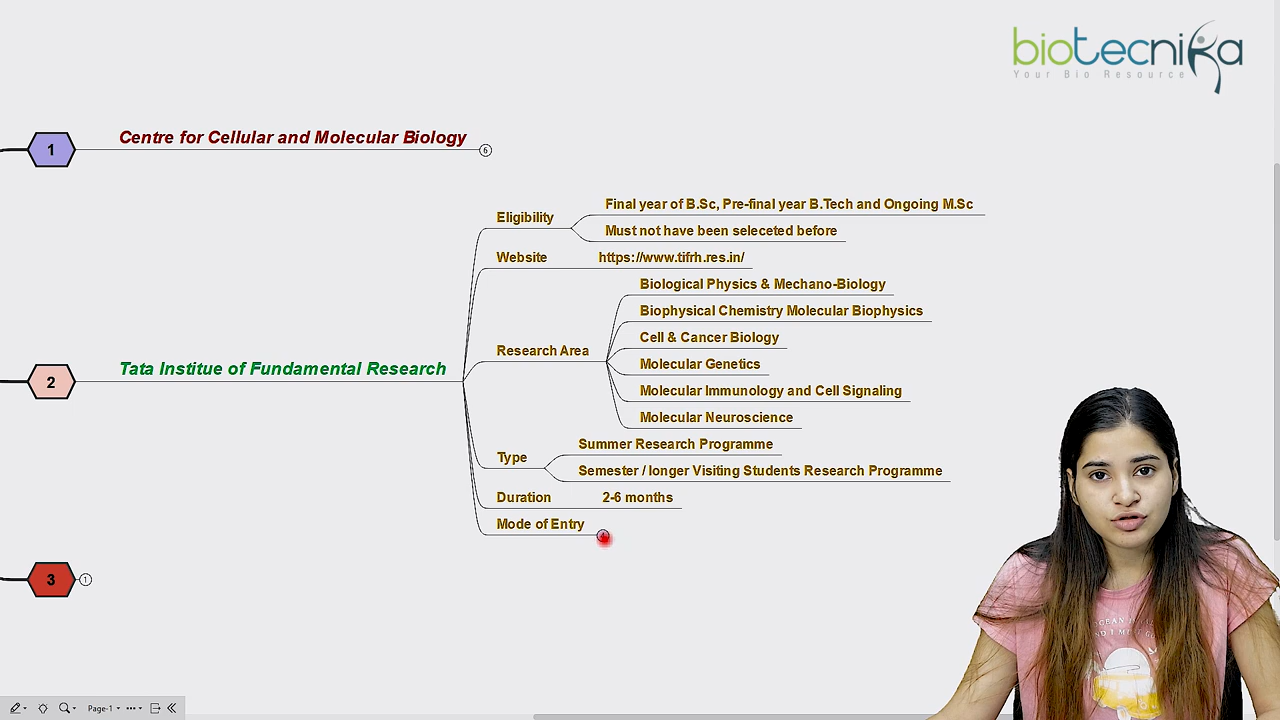 biotecnika
Your Bio Resource
1
Centre for Cellular and Molecular Biology
6
Eligibility
Final year of B.Sc, Pre-final year B.Tech and Ongoing M.Sc
Must not have been seleceted before
Website
https://www.tifrh.res.in/
Research Area
Biological Physics & Mechano-Biology
Biophysical Chemistry Molecular Biophysics
Cell & Cancer Biology
Molecular Genetics
Molecular Immunology and Cell Signaling
Molecular Neuroscience
2
Tata Institue of Fundamental Research
Type
Summer Research Programme
Semester / longer Visiting Students Research Programme
Duration
2-6 months
Mode of Entry
3
1
Page-1